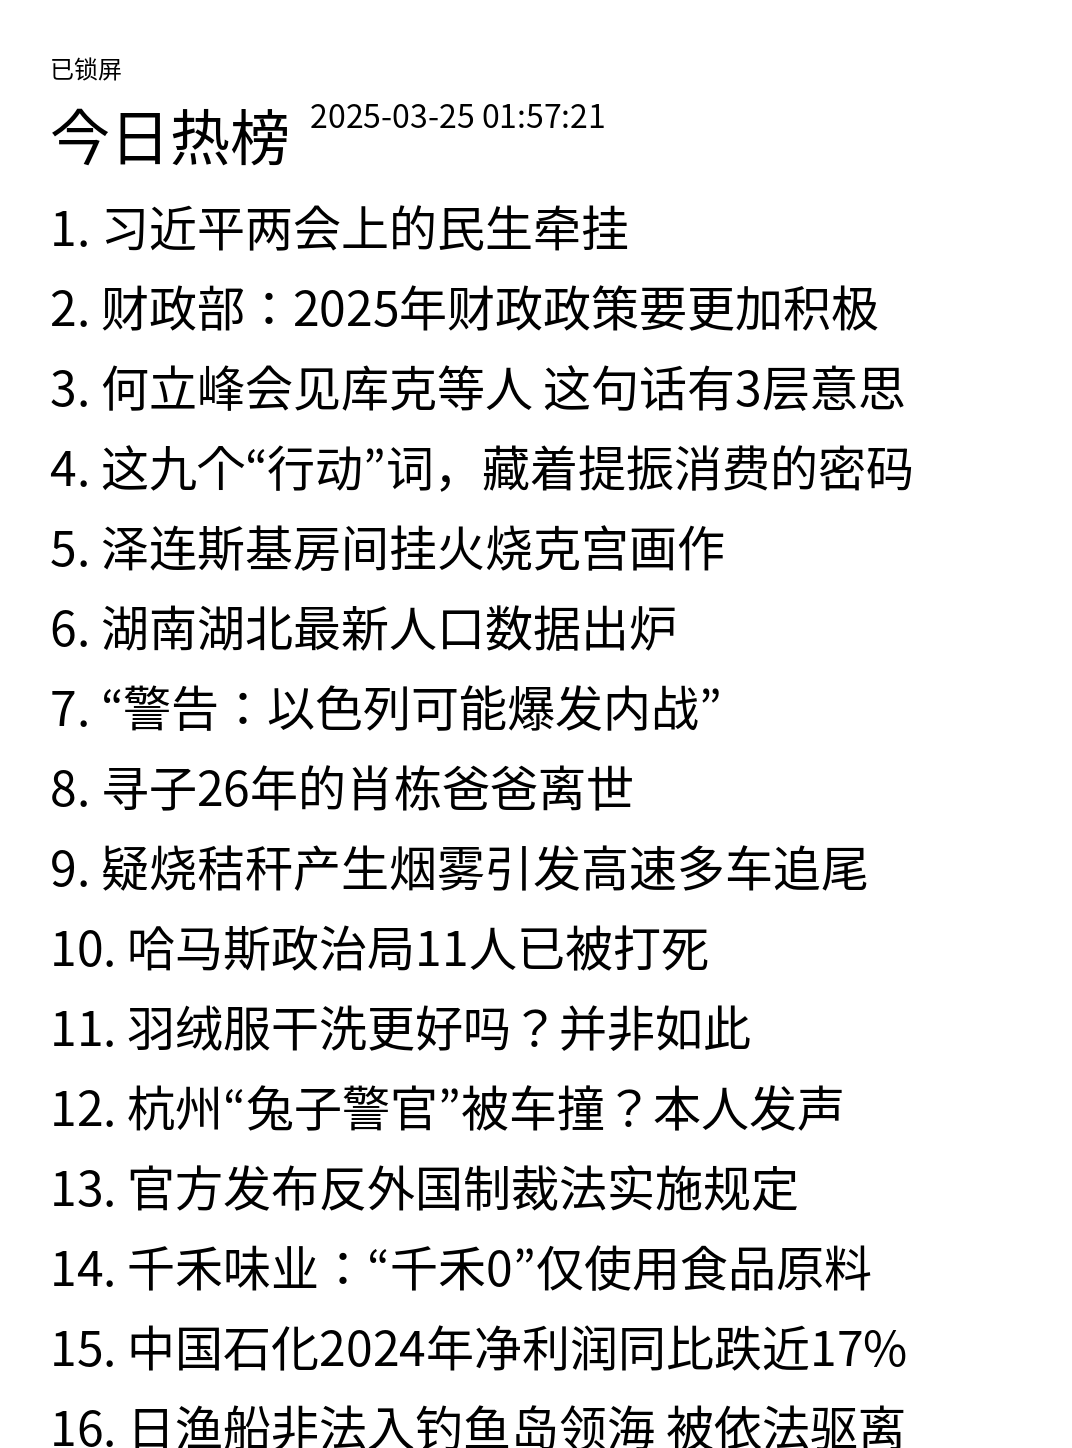 已锁屏
今日热榜 2025-03-25 01:57:21
1. 习近平两会上的民生牵挂
2. 财政部：2025年财政政策要更加积极
3. 何立峰会见库克等人 这句话有3层意思
4. 这九个“行动”词，藏着提振消费的密码
5. 泽连斯基房间挂火烧克宫画作
6. 湖南湖北最新人口数据出炉
7. “警告：以色列可能爆发内战”
8. 寻子26年的肖栋爸爸离世
9. 疑烧秸秆产生烟雾引发高速多车追尾
10. 哈马斯政治局11人已被打死
11. 羽绒服干洗更好吗？并非如此
12. 杭州“兔子警官”被车撞？本人发声
13. 官方发布反外国制裁法实施规定
14. 千禾味业：“千禾0”仅使用食品原料
15. 中国石化2024年净利润同比跌近17%
16. 日渔船非法入钓鱼岛领海 被依法驱离